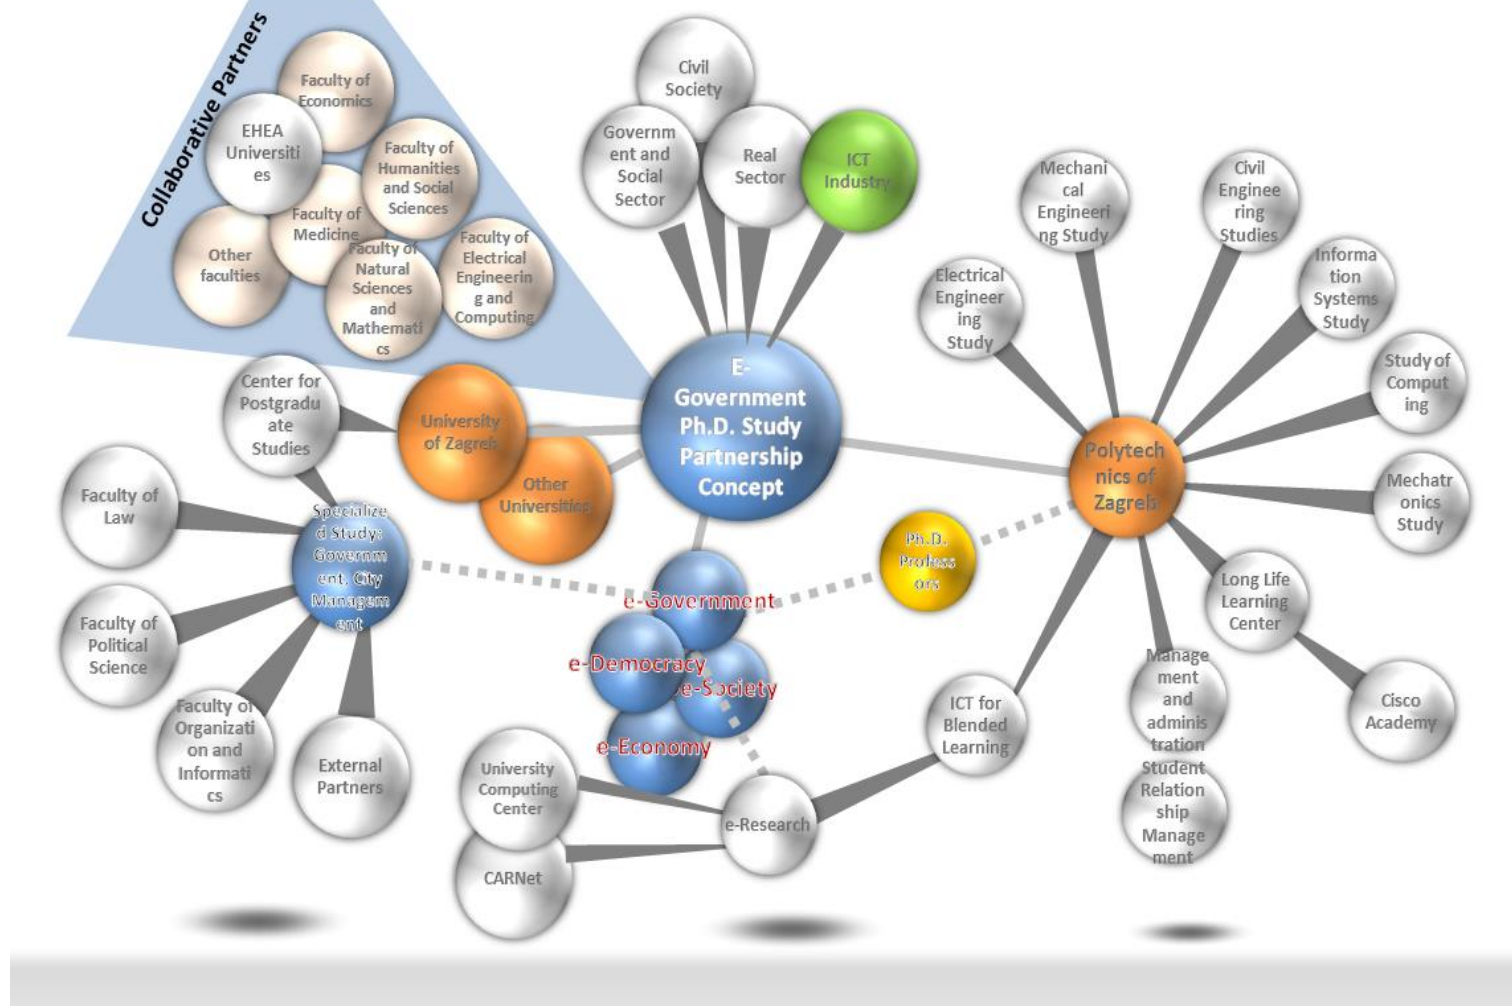 Collaborative Partners
Faculty of
Economics
EHEA
Universiti
es
Faculty of
Humanities
and Social
Sciences
Faculty of
Medicine
Other
faculties
Faculty of
Natural
Sciences
and
Mathemati
cs
Faculty of
Electrical
Engineerin
g and
Computing
Civil
Society
Governm
ent and
Social
Sector
Real
Sector
ICT
Industry
E-
Government
Ph.D. Study
Partnership
Concept
University
of Zagreb
Other
Universities
Center for
Postgradu
ate
Studies
Faculty of
Law
Specialize
d Study:
Governm
ent, City
Managem
ent
Faculty of
Political
Science
Faculty of
Organizati
on and
Informati
cs
External
Partners
e-Government
e-Democracy
e-Society
e-Economy
Ph.D.
Profess
ors
University
Computing
Center
CARNet
e-Research
ICT for
Blended
Learning
Polytech
nics of
Zagreb
Electrical
Engineer
ing
Study
Mechani
cal
Engineeri
ng Study
Civil
Enginee
ring
Studies
Informa
tion
Systems
Study
Study of
Comput
ing
Mechatr
onics
Study
Long Life
Learning
Center
Cisco
Academy
Manage
ment
and
adminis
tration
Student
Relation
ship
Manage
ment